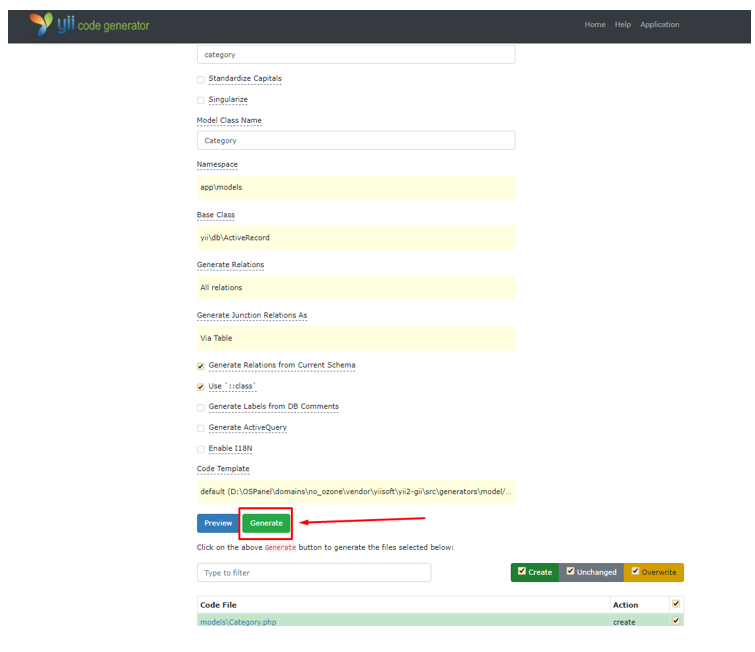 yii code generator
Home Help Application
category
Standardize Capitals
Singularize
Model Class Name
Category
Namespace
app\models
Base Class
yii\db\ActiveRecord
Generate Relations
All relations
Generate Junction Relations As
Via Table
Generate Relations from Current Schema
Use `::class`
Generate Labels from DB Comments
Generate ActiveQuery
Enable I18N
Code Template
default (D:\OSPanel\domains\no_ozone\vendor\yiisoft\yii2-gii\src\generators\model/...
Preview Generate
Click on the above Generate button to generate the files selected below:
Type to filter Create Unchanged Overwrite
Code File Action
models\Category.php create